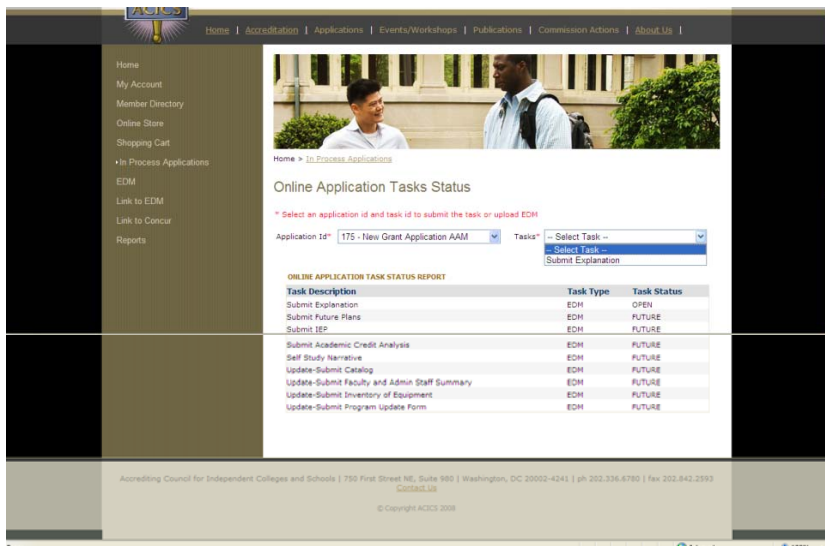 ACICS
Home | Accreditation | Applications | Events/Workshops | Publications | Commission Actions | About Us |
Home
My Account
Member Directory
Online Store
Shopping Cart
In Process Applications
EDM
Link to EDM
Link to Concur
Reports
Home > In Process Applications
Online Application Tasks Status
* Select an application id and task id to submit the task or upload EDM
Application Id* 175 - New Grant Application AAM Tasks* -- Select Task --
-- Select Task --
Submit Explanation
ONLINE APPLICATION TASK STATUS REPORT
Task Description Task Type Task Status
Submit Explanation EDM OPEN
Submit Future Plans EDM FUTURE
Submit IEP EDM FUTURE
Submit Academic Credit Analysis EDM FUTURE
Self Study Narrative EDM FUTURE
Update-Submit Catalog EDM FUTURE
Update-Submit Faculty and Admin Staff Summary EDM FUTURE
Update-Submit Inventory of Equipment EDM FUTURE
Update-Submit Program Update Form EDM FUTURE
Accrediting Council for Independent Colleges and Schools | 750 First Street NE, Suite 980 | Washington, DC 20002-4241 | ph 202.336.6780 | fax 202.842.2593
Contact Us
© Copyright ACICS 2009